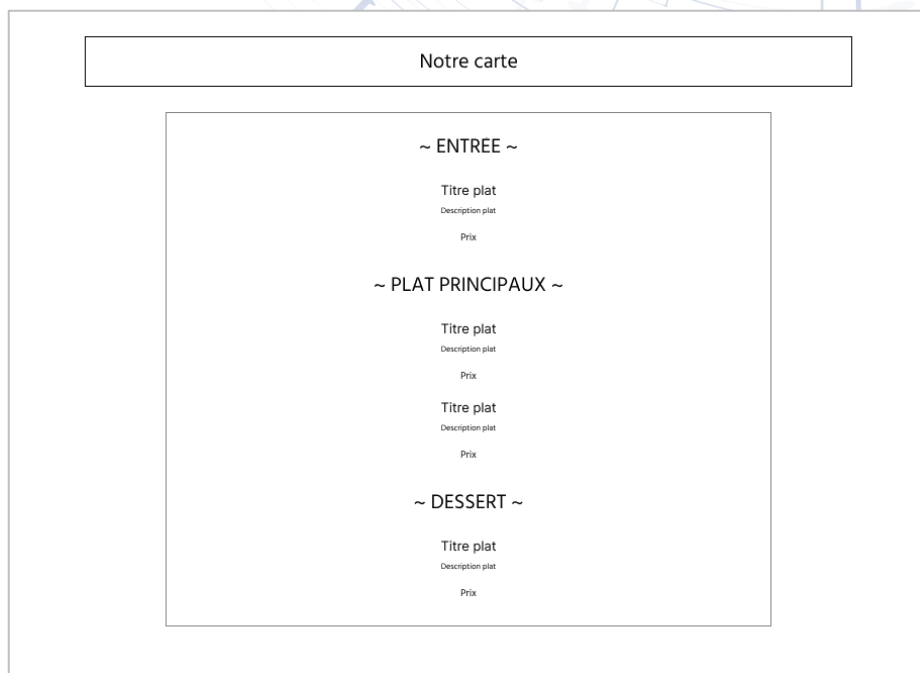 Notre carte
~ ENTRÉE ~
Titre plat
Description plat
Prix
~ PLAT PRINCIPAUX ~
Titre plat
Description plat
Prix
Titre plat
Description plat
Prix
~ DESSERT ~
Titre plat
Description plat
Prix